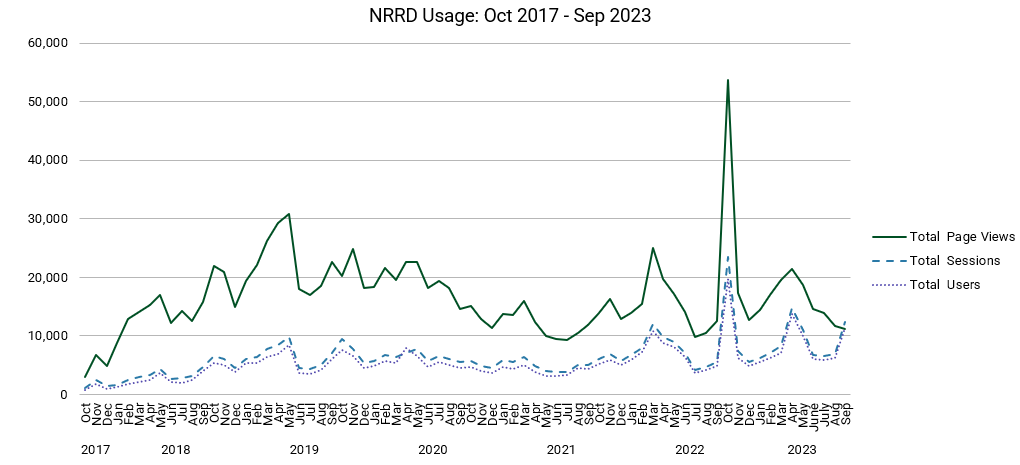 NRRD Usage: Oct 2017 - Sep 2023
60,000
50,000
40,000
30,000
20,000
10,000
0
Total Page Views
Total Sessions
Total Users
Oct Nov Dec Jan Feb Mar Apr May Jun Jul Aug Sep Oct Nov Dec Jan Feb Mar Apr May Jun Jul Aug Sep Oct Nov Dec Jan Feb Mar Apr May Jun Jul Aug Sep Oct Nov Dec Jan Feb Mar Apr May Jun Jul Aug Sep Oct Nov Dec Jan Feb Mar Apr May Jun Jul Aug Sep Oct Nov Dec Jan Feb Mar Apr May June July Aug Sep
2017 2018 2019 2020 2021 2022 2023